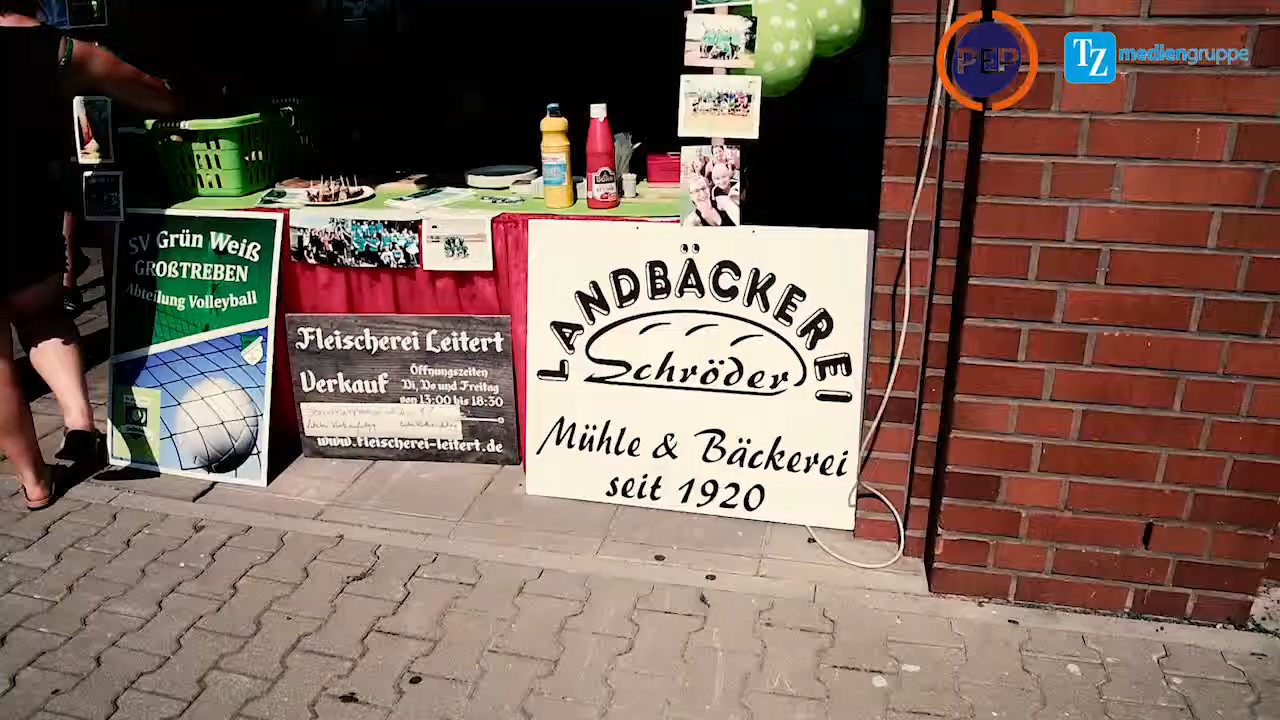 PEP
TZ mediengruppe
SV Grün Weiß
GROßTREBEN
Abteilung Volleyball
Fleischerei Leitert
Verkauf
Öffnungszeiten
Di, Do und Freitag
von 13:00 bis 18:30
www.fleischerei-leitert.de
LANDBÄCKEREI
Schröder
Mühle & Bäckerei
seit 1920